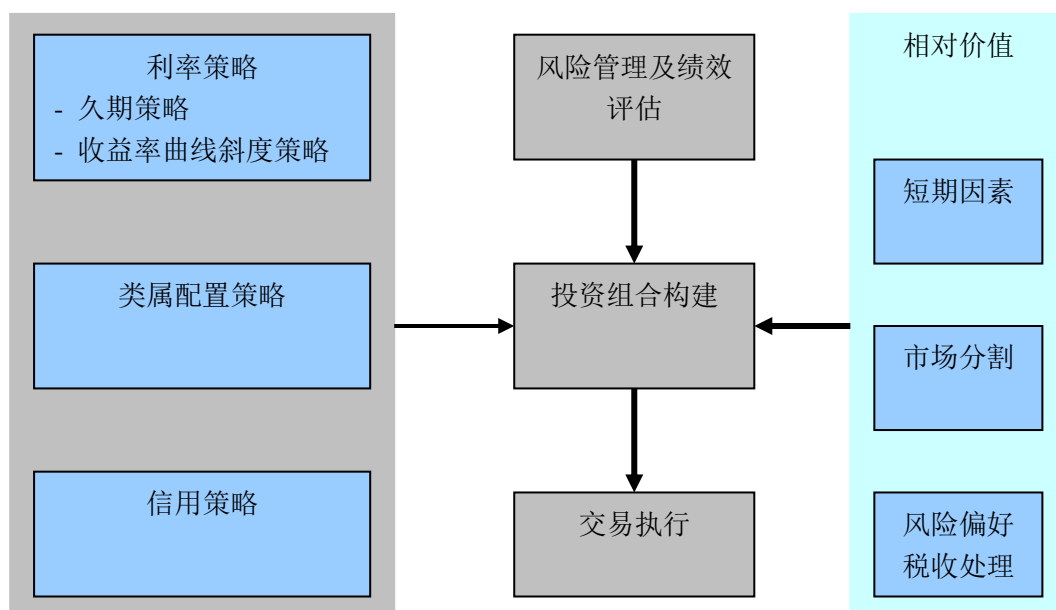 利率策略
- 久期策略
- 收益率曲线斜度策略
类属配置策略
信用策略
风险管理及绩效
评估
投资组合构建
交易执行
相对价值
短期因素
市场分割
风险偏好
税收处理